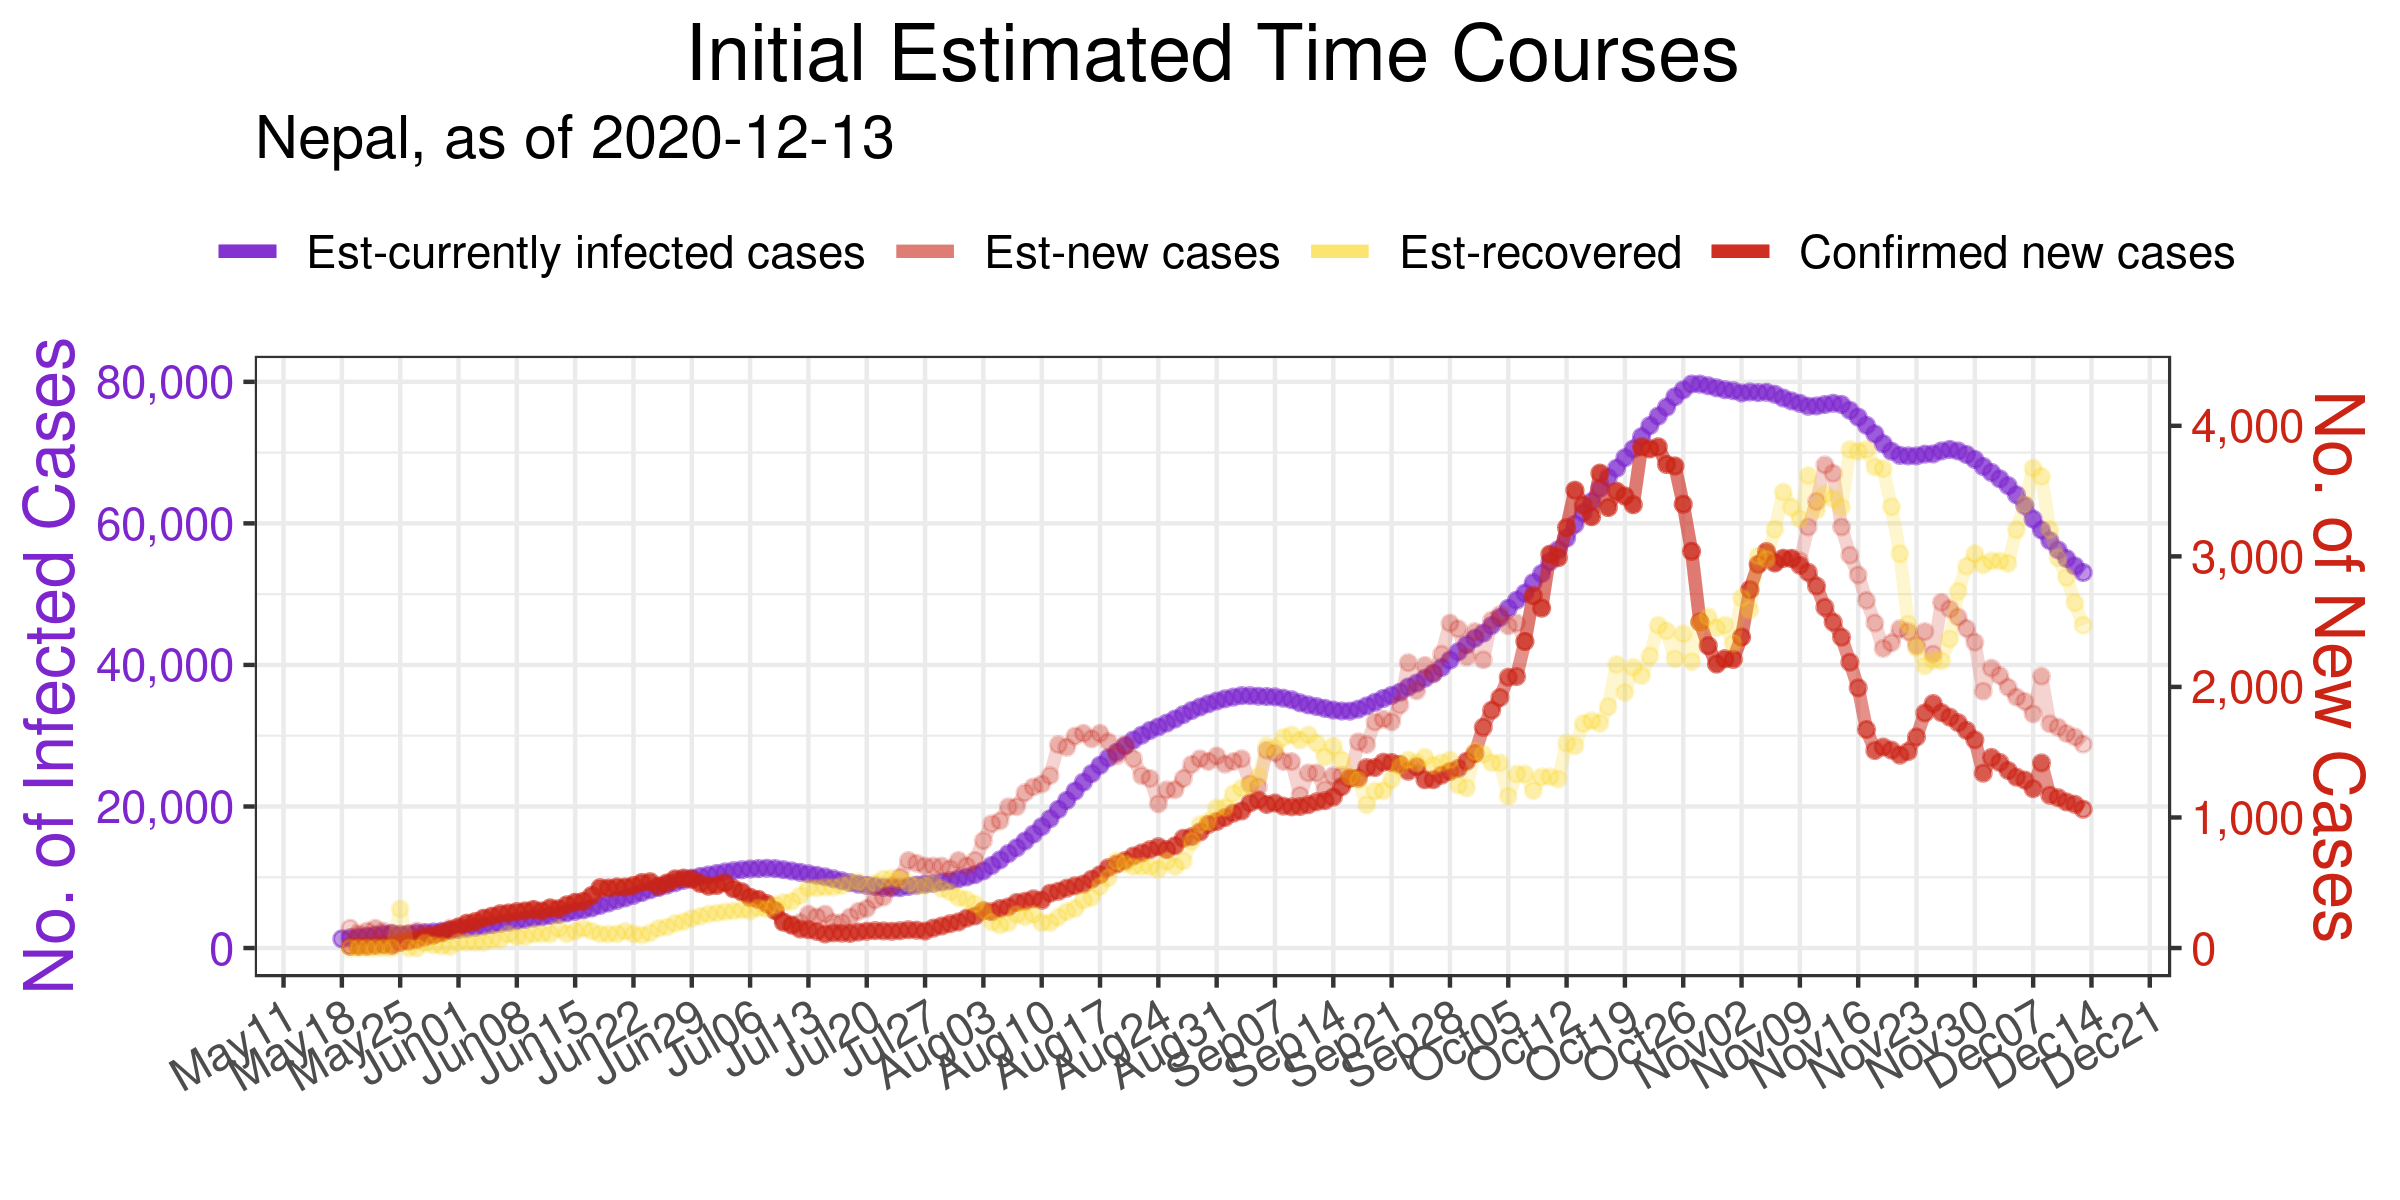 Initial Estimated Time Courses
Nepal, as of 2020-12-13
Est-currently infected cases
Est-new cases
Est-recovered
Confirmed new cases
No. of Infected Cases
80,000
60,000
40,000
20,000
0
No. of New Cases
4,000
3,000
2,000
1,000
0
May11
May18
May25
Jun01
Jun08
Jun15
Jun22
Jun29
Jul06
Jul13
Jul20
Jul27
Aug03
Aug10
Aug17
Aug24
Aug31
Sep07
Sep14
Sep21
Sep28
Oct05
Oct12
Oct19
Oct26
Nov02
Nov09
Nov16
Nov23
Nov30
Dec07
Dec14
Dec21